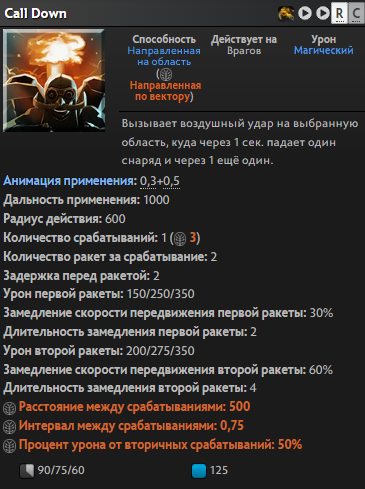 Call Down
R C
Способность
Направленная
на область
(
Направленная
по вектору)
Действует на
Врагов
Урон
Магический
Вызывает воздушный удар на выбранную
область, куда через 1 сек. падает один
снаряд и через 1 ещё один.
Анимация применения: 0,3+0,5
Дальность применения: 1000
Радиус действия: 600
Количество срабатываний: 1 ( 3)
Количество ракет за срабатывание: 2
Задержка перед ракетой: 2
Урон первой ракеты: 150/250/350
Замедление скорости передвижения первой ракеты: 30%
Длительность замедления первой ракеты: 2
Урон второй ракеты: 200/275/350
Замедление скорости передвижения второй ракеты: 60%
Длительность замедления второй ракеты: 4
Расстояние между срабатываниями: 500
Интервал между срабатываниями: 0,75
Процент урона от вторичных срабатываний: 50%
90/75/60
125